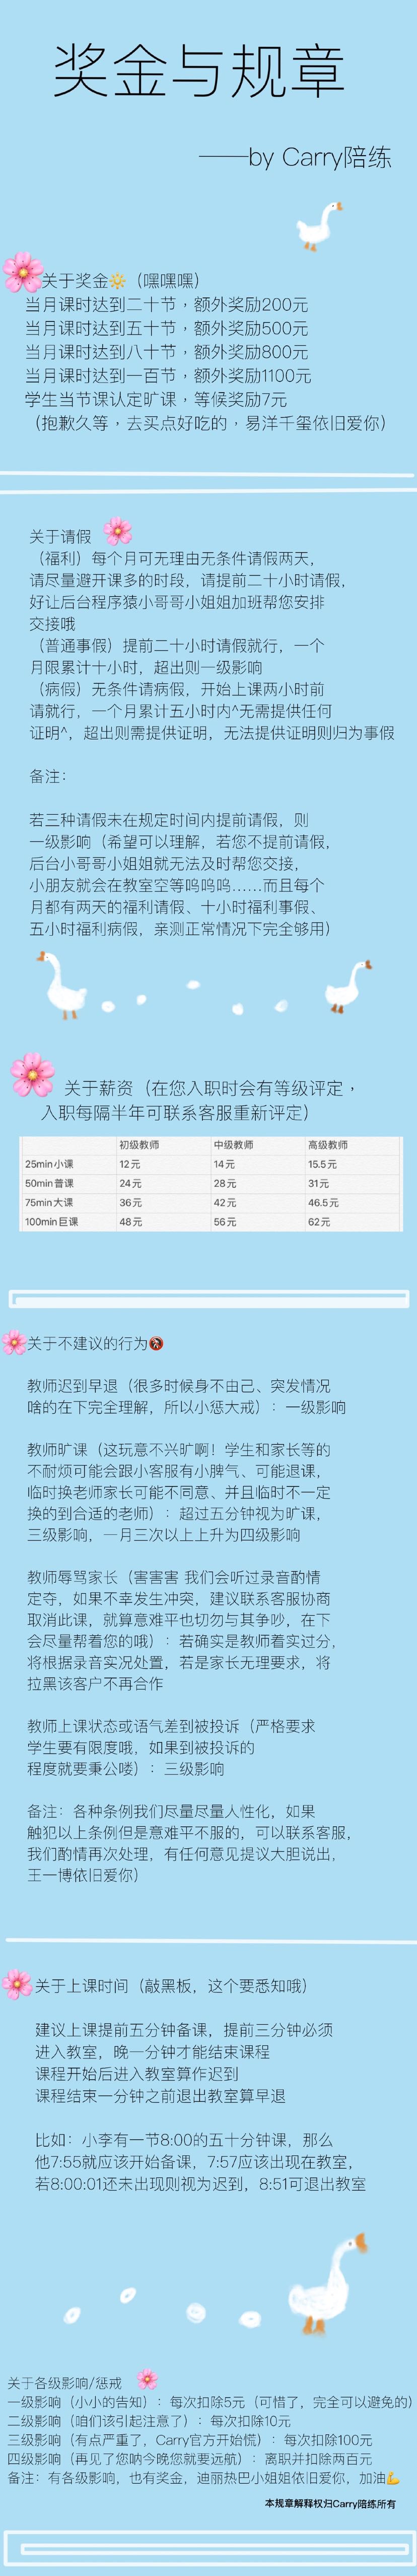 奖金与规章
——by Carry陪练
关于奖金🔆（嘿嘿嘿）
当月课时达到二十节，额外奖励200元
当月课时达到五十节，额外奖励500元
当月课时达到八十节，额外奖励800元
当月课时达到一百节，额外奖励1100元
学生当节课认定旷课，等候奖励7元
（抱歉久等，去买点好吃的，易洋千玺依旧爱你）
关于请假
（福利）每个月可无理由无条件请假两天，
请尽量避开课多的时段，请提前二十小时请假，
好让后台程序猿小哥哥小姐姐加班帮您安排
交接哦
（普通事假）提前二十小时请假就行，一个
月限累计十小时，超出则一级影响
（病假）无条件请病假，开始上课两小时前
请就行，一个月累计五小时内^无需提供任何
证明^，超出则需提供证明，无法提供证明则归为事假
备注：
若三种请假未在规定时间内提前请假，则
一级影响（希望可以理解，若您不提前请假，
后台小哥哥小姐姐就无法及时帮您交接，
小朋友就会在教室空等呜呜呜……而且每个
月都有两天的福利请假、十小时福利事假、
五小时福利病假，亲测正常情况下完全够用）
关于薪资（在您入职时会有等级评定，
入职每隔半年可联系客服重新评定）
初级教师 中级教师 高级教师
25min小课 12元 14元 15.5元
50min普课 24元 28元 31元
75min大课 36元 42元 46.5元
100min巨课 48元 56元 62元
关于不建议的行为🚷
教师迟到早退（很多时候身不由己、突发情况
啥的在下完全理解，所以小惩大戒）：一级影响
教师旷课（这玩意不兴旷啊！学生和家长等的
不耐烦可能会跟小客服有小脾气、可能退课，
临时换老师家长可能不同意、并且临时不一定
换的到合适的老师）：超过五分钟视为旷课，
三级影响，一月三次以上上升为四级影响
教师辱骂家长（害害害 我们会听过录音酌情
定夺，如果不幸发生冲突，建议联系客服协商
取消此课，就算意难平也切勿与其争吵，在下
会尽量帮着您的哦）：若确实是教师着实过分，
将根据录音实况处置，若是家长无理要求，将
拉黑该客户不再合作
教师上课状态或语气差到被投诉（严格要求
学生要有限度哦，如果到被投诉的
程度就要秉公喽）：三级影响
备注：各种条例我们尽量尽量人性化，如果
触犯以上条例但是意难平不服的，可以联系客服，
我们酌情再次处理，有任何意见提议大胆说出，
王一博依旧爱你）
关于上课时间（敲黑板，这个要悉知哦）
建议上课提前五分钟备课，提前三分钟必须
进入教室，晚一分钟才能结束课程
课程开始后进入教室算作迟到
课程结束一分钟之前退出教室算早退
比如：小李有一节8:00的五十分钟课，那么
他7:55就应该开始备课，7:57应该出现在教室，
若8:00:01还未出现则视为迟到，8:51可退出教室
关于各级影响/惩戒
一级影响（小小的告知）：每次扣除5元（可惜了，完全可以避免的）
二级影响（咱们该引起注意了）：每次扣除10元
三级影响（有点严重了，Carry官方开始慌）：每次扣除100元
四级影响（再见了您呐今晚您就要远航）：离职并扣除两百元
备注：有各级影响，也有奖金，迪丽热巴小姐姐依旧爱你，加油💪
本规章解释权归Carry陪练所有